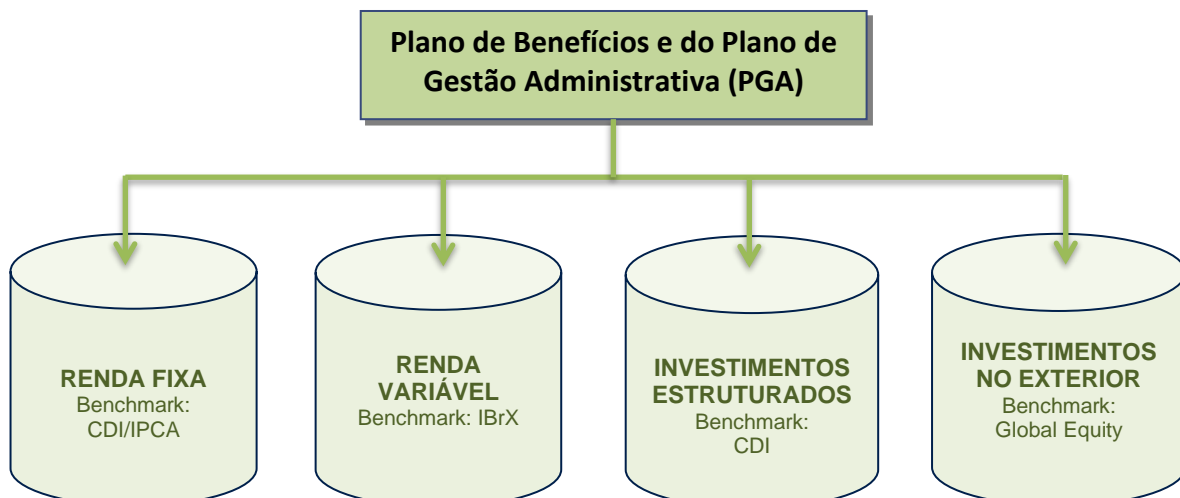 Plano de Benefícios e do Plano de
Gestão Administrativa (PGA)
RENDA FIXA
Benchmark:
CDI/IPCA
RENDA
VARIÁVEL
Benchmark: IBrX
INVESTIMENTOS
ESTRUTURADOS
Benchmark:
CDI
INVESTIMENTOS
NO EXTERIOR
Benchmark:
Global Equity